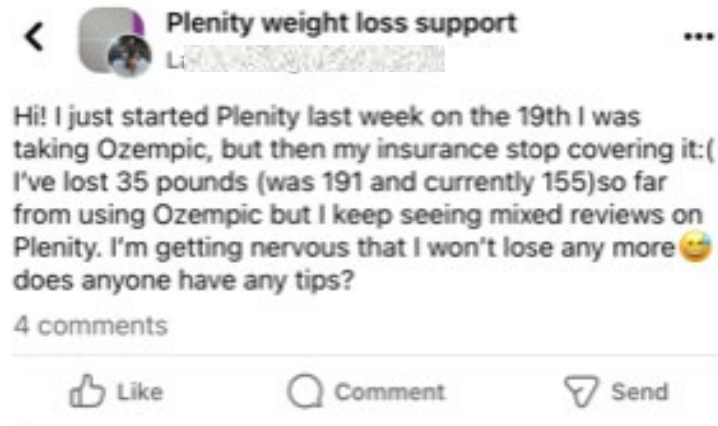 Plenity weight loss support
Hi! I just started Plenity last week on the 19th I was
taking Ozempic, but then my insurance stop covering it:(
I've lost 35 pounds (was 191 and currently 155)so far
from using Ozempic but I keep seeing mixed reviews on
Plenity. I'm getting nervous that I won't lose any more😅
does anyone have any tips?
4 comments
Like Comment Send